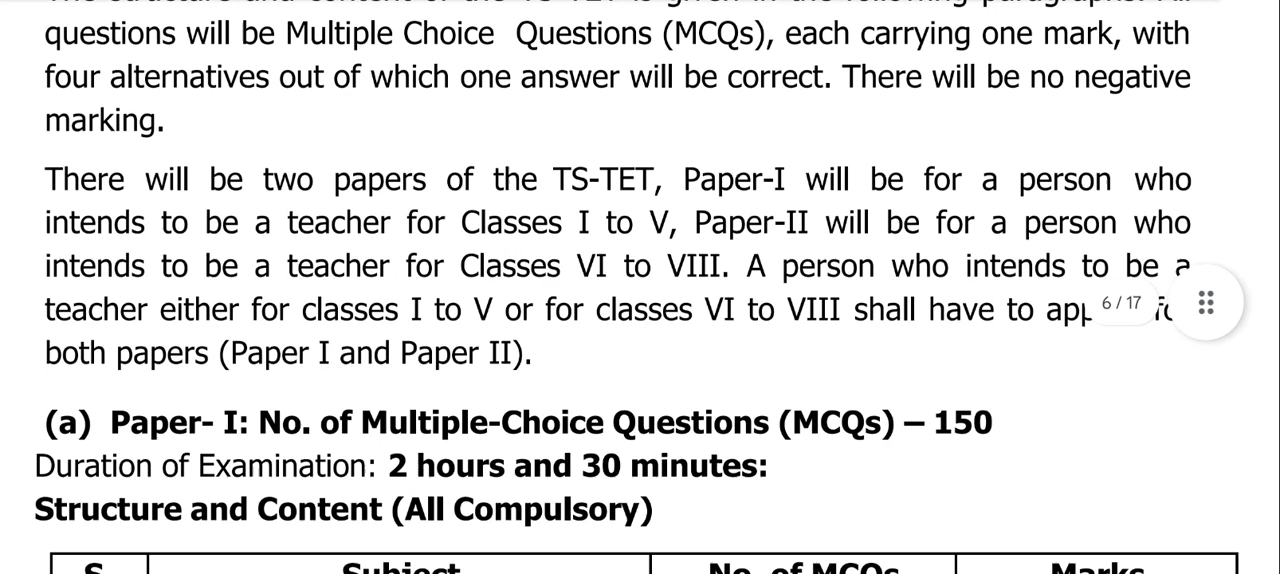 questions will be Multiple Choice Questions (MCQs), each carrying one mark, with
four alternatives out of which one answer will be correct. There will be no negative
marking.
There will be two papers of the TS-TET, Paper-I will be for a person who
intends to be a teacher for Classes I to V, Paper-II will be for a person who
intends to be a teacher for Classes VI to VIII. A person who intends to be a
teacher either for classes I to V or for classes VI to VIII shall have to
6 / 17
both papers (Paper I and Paper II).
(a) Paper- I: No. of Multiple-Choice Questions (MCQs) – 150
Duration of Examination: 2 hours and 30 minutes:
Structure and Content (All Compulsory)
S Subject No. of MCQs Marks